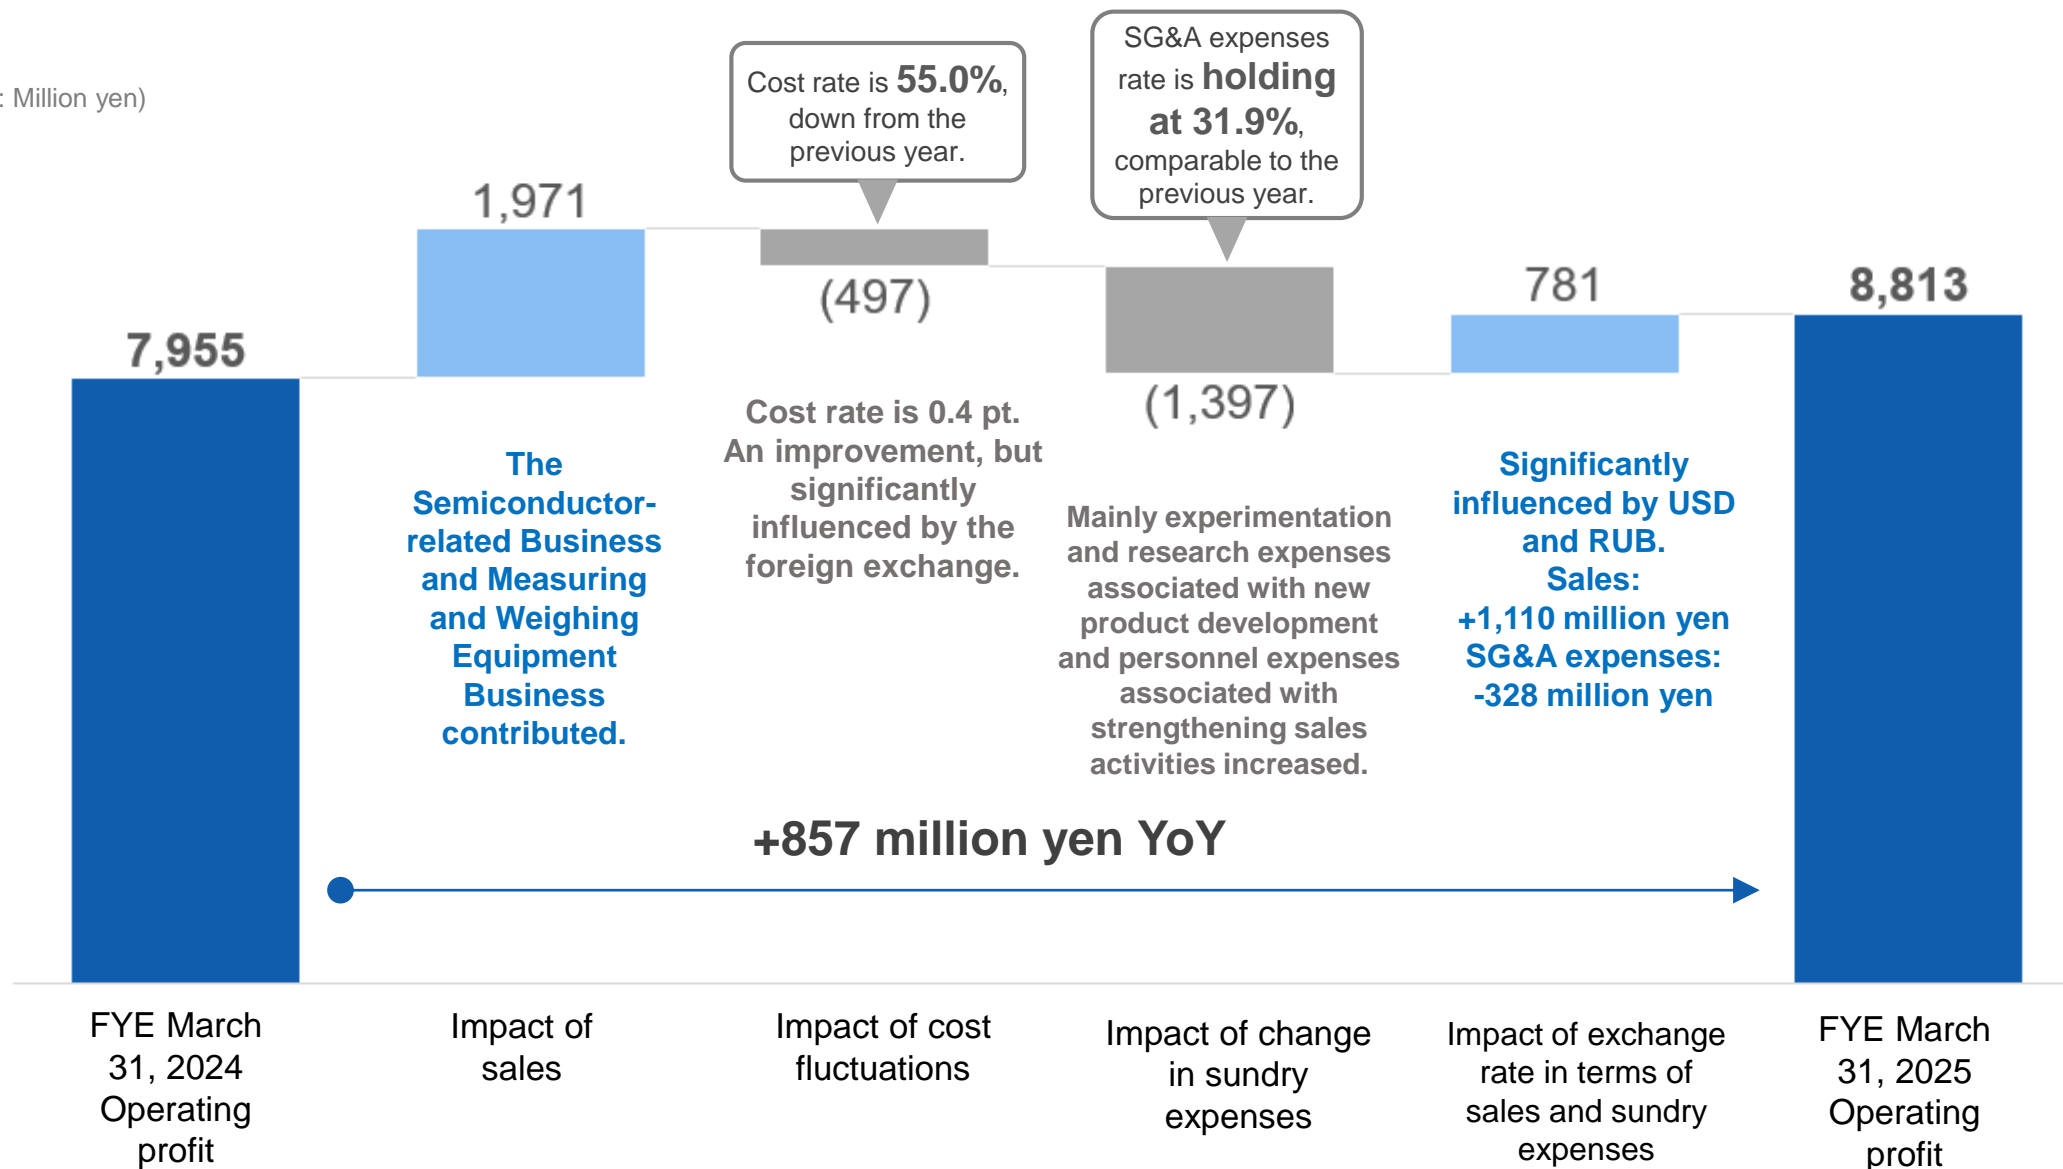 : Million yen)
Cost rate is 55.0%,
down from the
previous year.
SG&A expenses
rate is holding
at 31.9%,
comparable to the
previous year.
7,955
1,971
(497)
(1,397)
781
8,813
The
Semiconductor-
related Business
and Measuring
and Weighing
Equipment
Business
contributed.
Cost rate is 0.4 pt.
An improvement, but
significantly
influenced by the
foreign exchange.
Mainly experimentation
and research expenses
associated with new
product development
and personnel expenses
associated with
strengthening sales
activities increased.
Significantly
influenced by USD
and RUB.
Sales:
+1,110 million yen
SG&A expenses:
-328 million yen
+857 million yen YoY
FYE March
31, 2024
Operating
profit
Impact of
sales
Impact of cost
fluctuations
Impact of change
in sundry
expenses
Impact of exchange
rate in terms of
sales and sundry
expenses
FYE March
31, 2025
Operating
profit